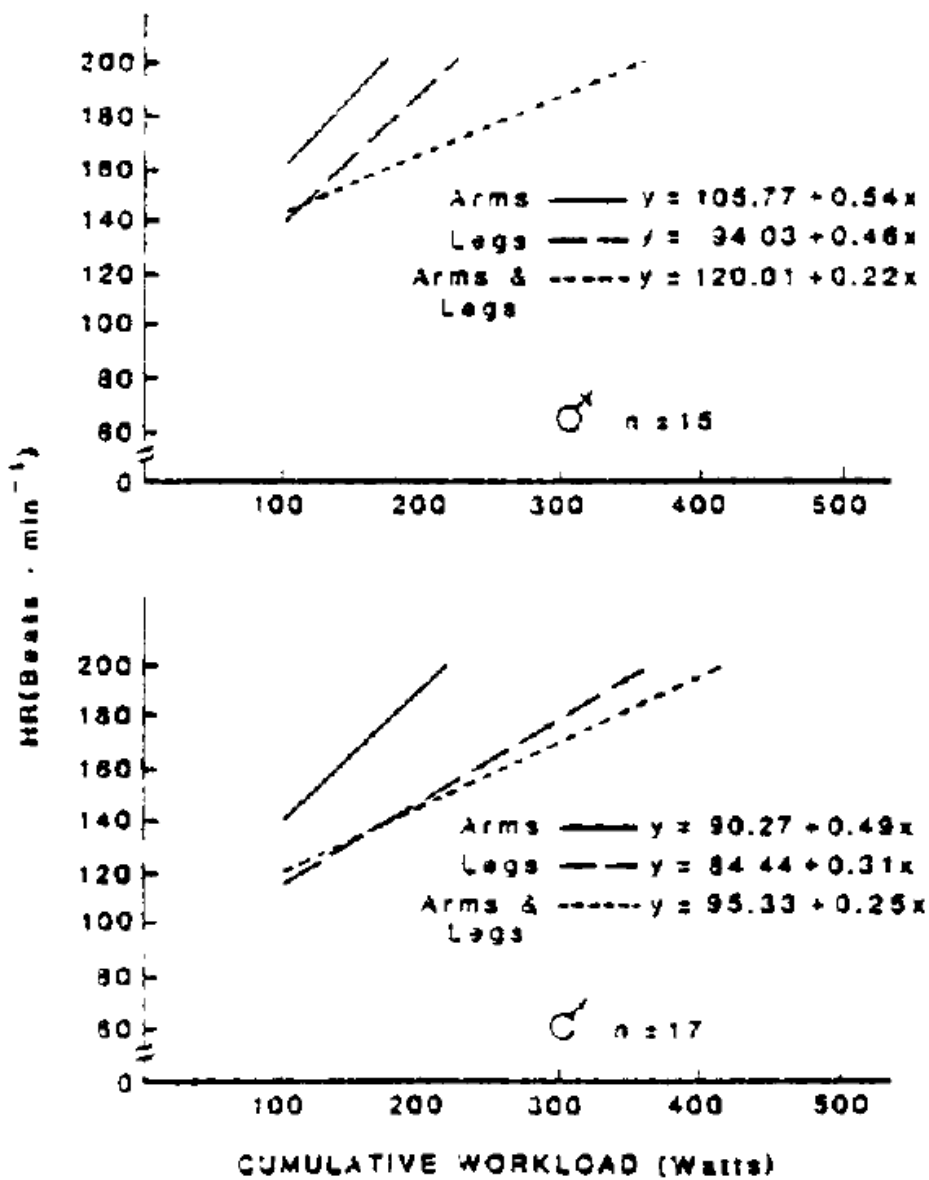 200
180
160
140
120
100
80
60
0
Arms y = 105.77 + 0.54x
Legs y = 94.03 + 0.46x
Arms & y = 120.01 + 0.22x
Legs
♂ n = 15
100 200 300 400 500
HR(Beats · min⁻¹)
200
180
160
140
120
100
80
60
0
Arms y = 90.27 + 0.49x
Legs y = 84.44 + 0.31x
Arms & y = 95.33 + 0.25x
Legs
♂ n = 17
100 200 300 400 500
CUMULATIVE WORKLOAD (Watts)